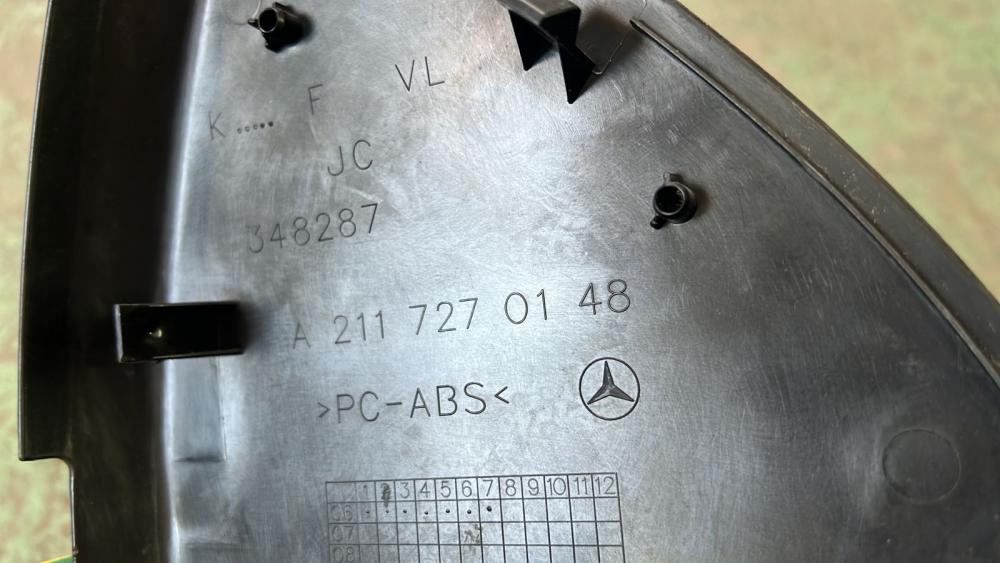 VL
F
K.....
JC
348287
A 211 727 01 48
>PC-ABS<
1 2 3 4 5 6 7 8 9 10 11 12
06
07
08